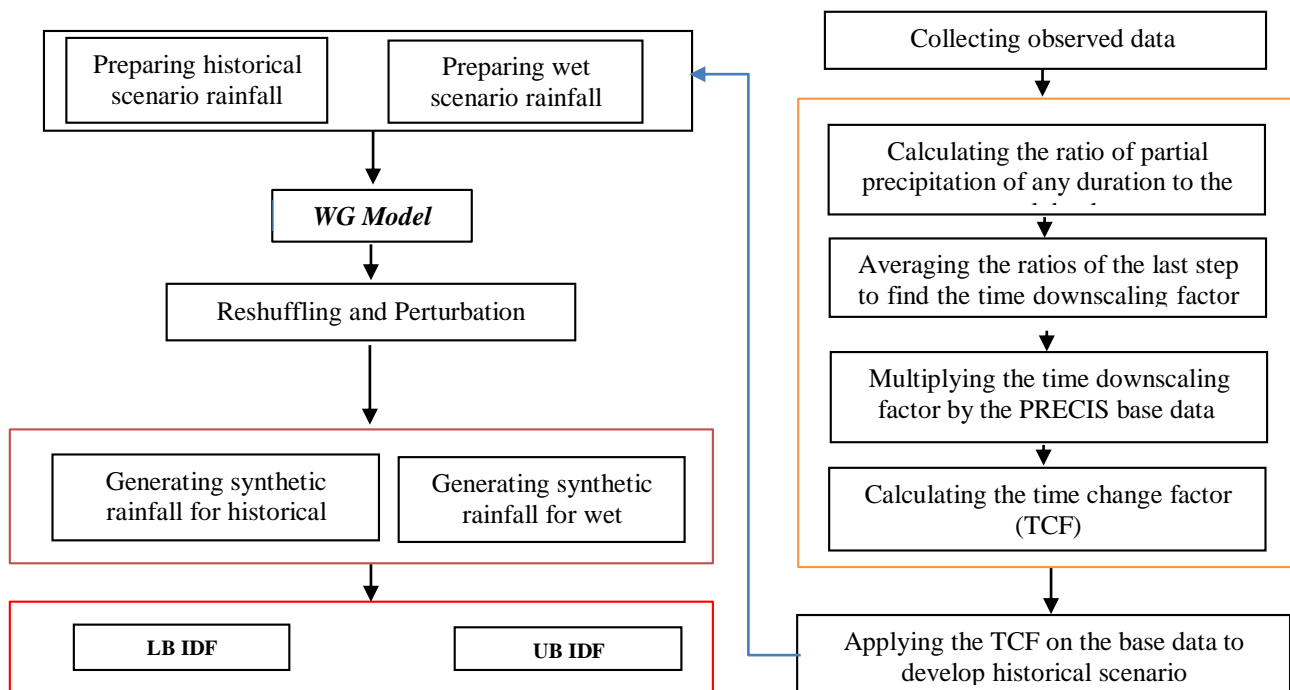 Preparing historical
scenario rainfall
Preparing wet
scenario rainfall
WG Model
Reshuffling and Perturbation
Generating synthetic
rainfall for historical
Generating synthetic
rainfall for wet
LB IDF
UB IDF
Collecting observed data
Calculating the ratio of partial
precipitation of any duration to the
Averaging the ratios of the last step
to find the time downscaling factor
Multiplying the time downscaling
factor by the PRECIS base data
Calculating the time change factor
(TCF)
Applying the TCF on the base data to
develop historical scenario